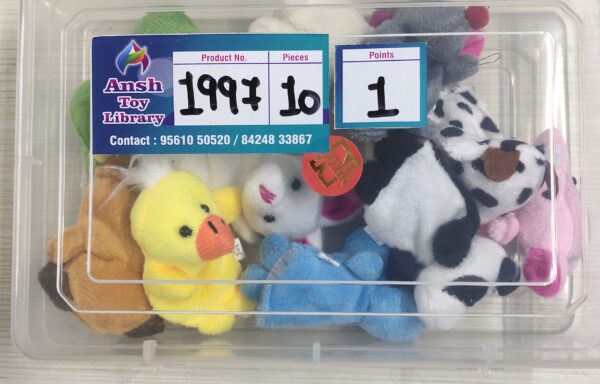 Product No.
Pieces
Points
Ansh
Toy
Library
1997
10
1
Contact : 95610 50520 / 84248 33867